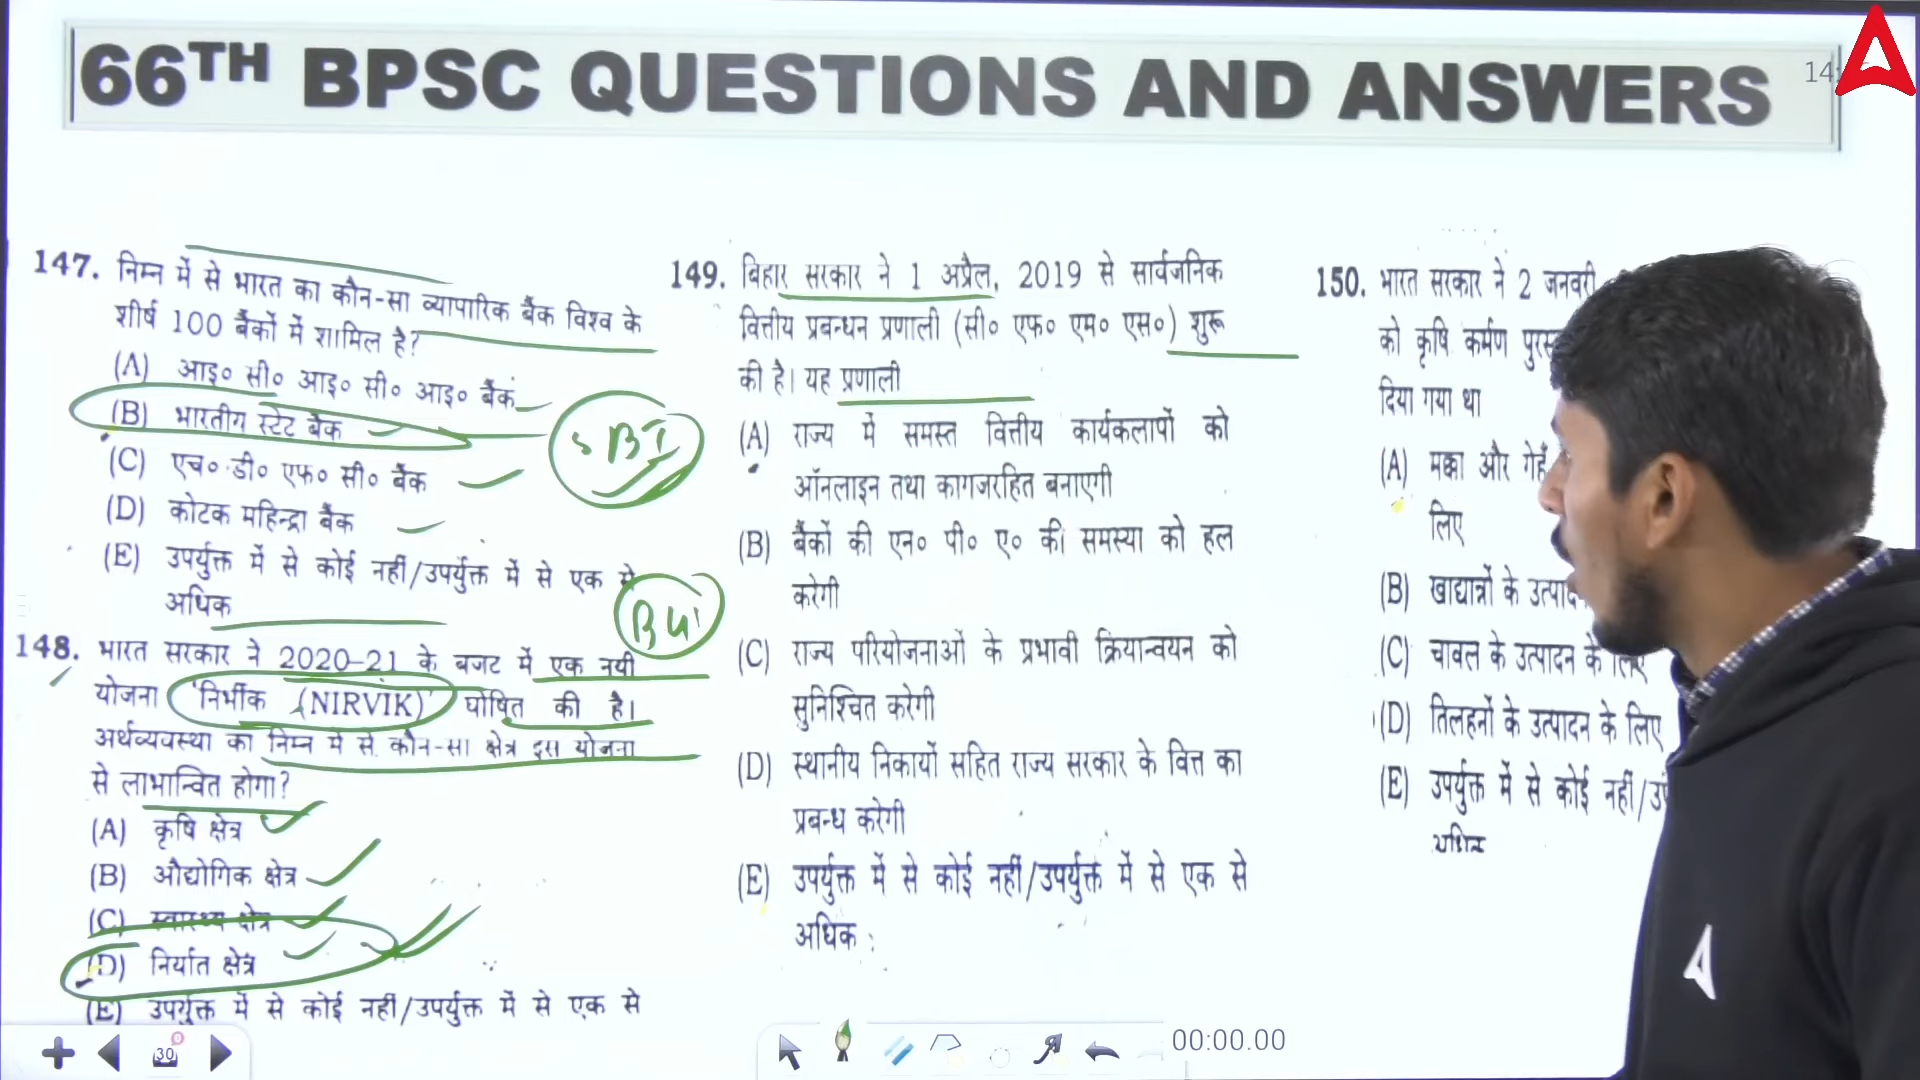 66TH BPSC QUESTIONS AND ANSWERS
147. निम्न में से भारत का कौन-सा व्यापारिक बैंक विश्व के
शीर्ष 100 बैंकों में शामिल है?
(A) आइ० सी० आइ० सी० आइ० बैंक
(B) भारतीय स्टेट बैंक
(C) एच० डी० एफ० सी० बैंक
(D) कोटक महिन्द्रा बैंक
(E) उपर्युक्त में से कोई नहीं/उपर्युक्त में से एक से
अधिक
SBI
148. भारत सरकार ने 2020-21 के बजट में एक नयी
योजना 'निर्भीक (NIRVIK)' घोषित की है।
अर्थव्यवस्था का निम्न में से कौन-सा क्षेत्र इस योजना
से लाभान्वित होगा?
(A) कृषि क्षेत्र
(B) औद्योगिक क्षेत्र
(C) स्वास्थ्य क्षेत्र
(D) निर्यात क्षेत्र
(E) उपर्युक्त में से कोई नहीं/उपर्युक्त में से एक से
149. बिहार सरकार ने 1 अप्रैल, 2019 से सार्वजनिक
वित्तीय प्रबन्धन प्रणाली (सी० एफ० एम० एस०) शुरू
की है। यह प्रणाली
(A) राज्य में समस्त वित्तीय कार्यकलापों को
ऑनलाइन तथा कागजरहित बनाएगी
(B) बैंकों की एन० पी० ए० की समस्या को हल
करेगी
(C) राज्य परियोजनाओं के प्रभावी क्रियान्वयन को
सुनिश्चित करेगी
(D) स्थानीय निकायों सहित राज्य सरकार के वित्त का
प्रबन्ध करेगी
(E) उपर्युक्त में से कोई नहीं/उपर्युक्त में से एक से
अधिक
150. भारत सरकार ने 2 जनवरी
को कृषि कर्मण
दिया गया था
(A) मक्का और गेहूँ
लिए
(B) खाद्यान्नों के
(C) चावल के उत्पादन के लिए
(D) तिलहनों के उत्पादन के लिए
(E) उपर्युक्त में से कोई नहीं/
अधिक
30
00:00.00